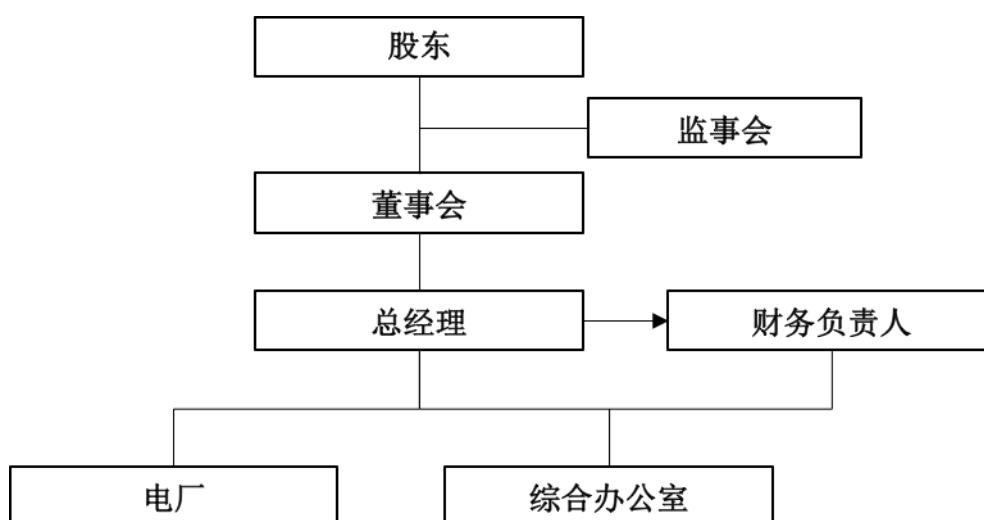 股东
监事会
董事会
总经理
财务负责人
电厂
综合办公室